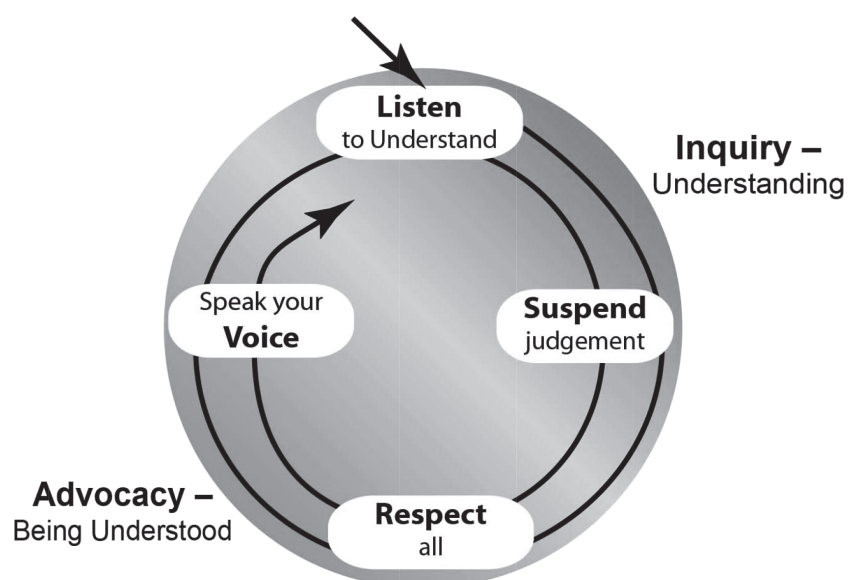 Listen
to Understand
Inquiry –
Understanding
Suspend
judgement
Respect
all
Advocacy –
Being Understood
Speak your
Voice